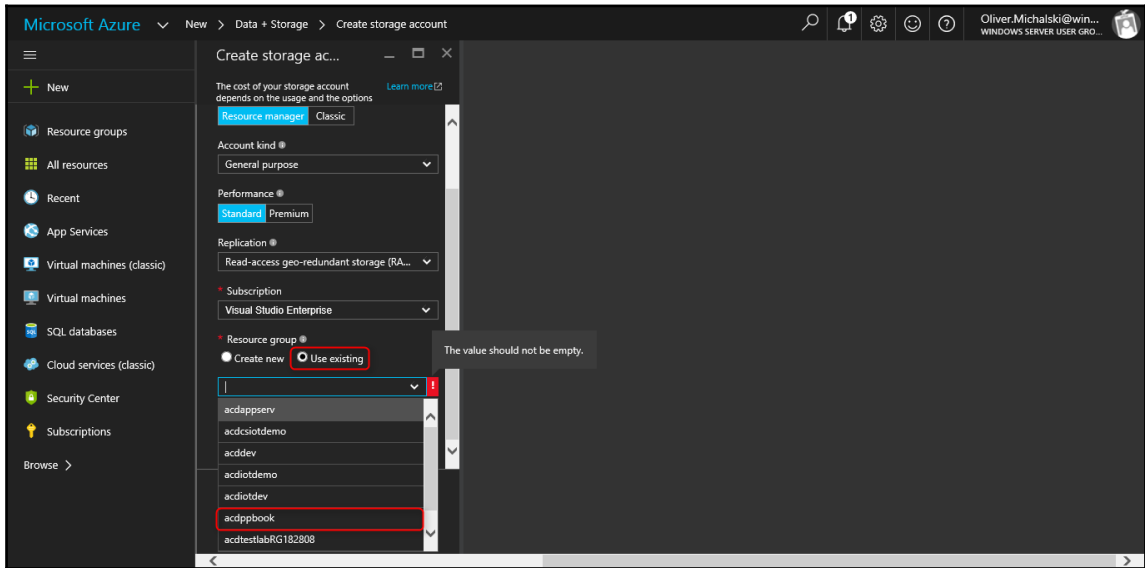 Microsoft Azure New > Data + Storage > Create storage account
1
Oliver.Michalski@win...
WINDOWS SERVER USER GRO...
Create storage ac...
New
Resource groups
All resources
Recent
App Services
Virtual machines (classic)
Virtual machines
SQL databases
Cloud services (classic)
Security Center
Subscriptions
Browse >
The cost of your storage account
depends on the usage and the options
Learn more
Resource manager Classic
Account kind
General purpose
Performance
Standard Premium
Replication
Read-access geo-redundant storage (RA...
* Subscription
Visual Studio Enterprise
* Resource group
Create new Use existing
!
The value should not be empty.
acdappserv
acdcsiotdemo
acddev
acdiotdemo
acdiotdev
acdppbook
acdtestlabRG182808